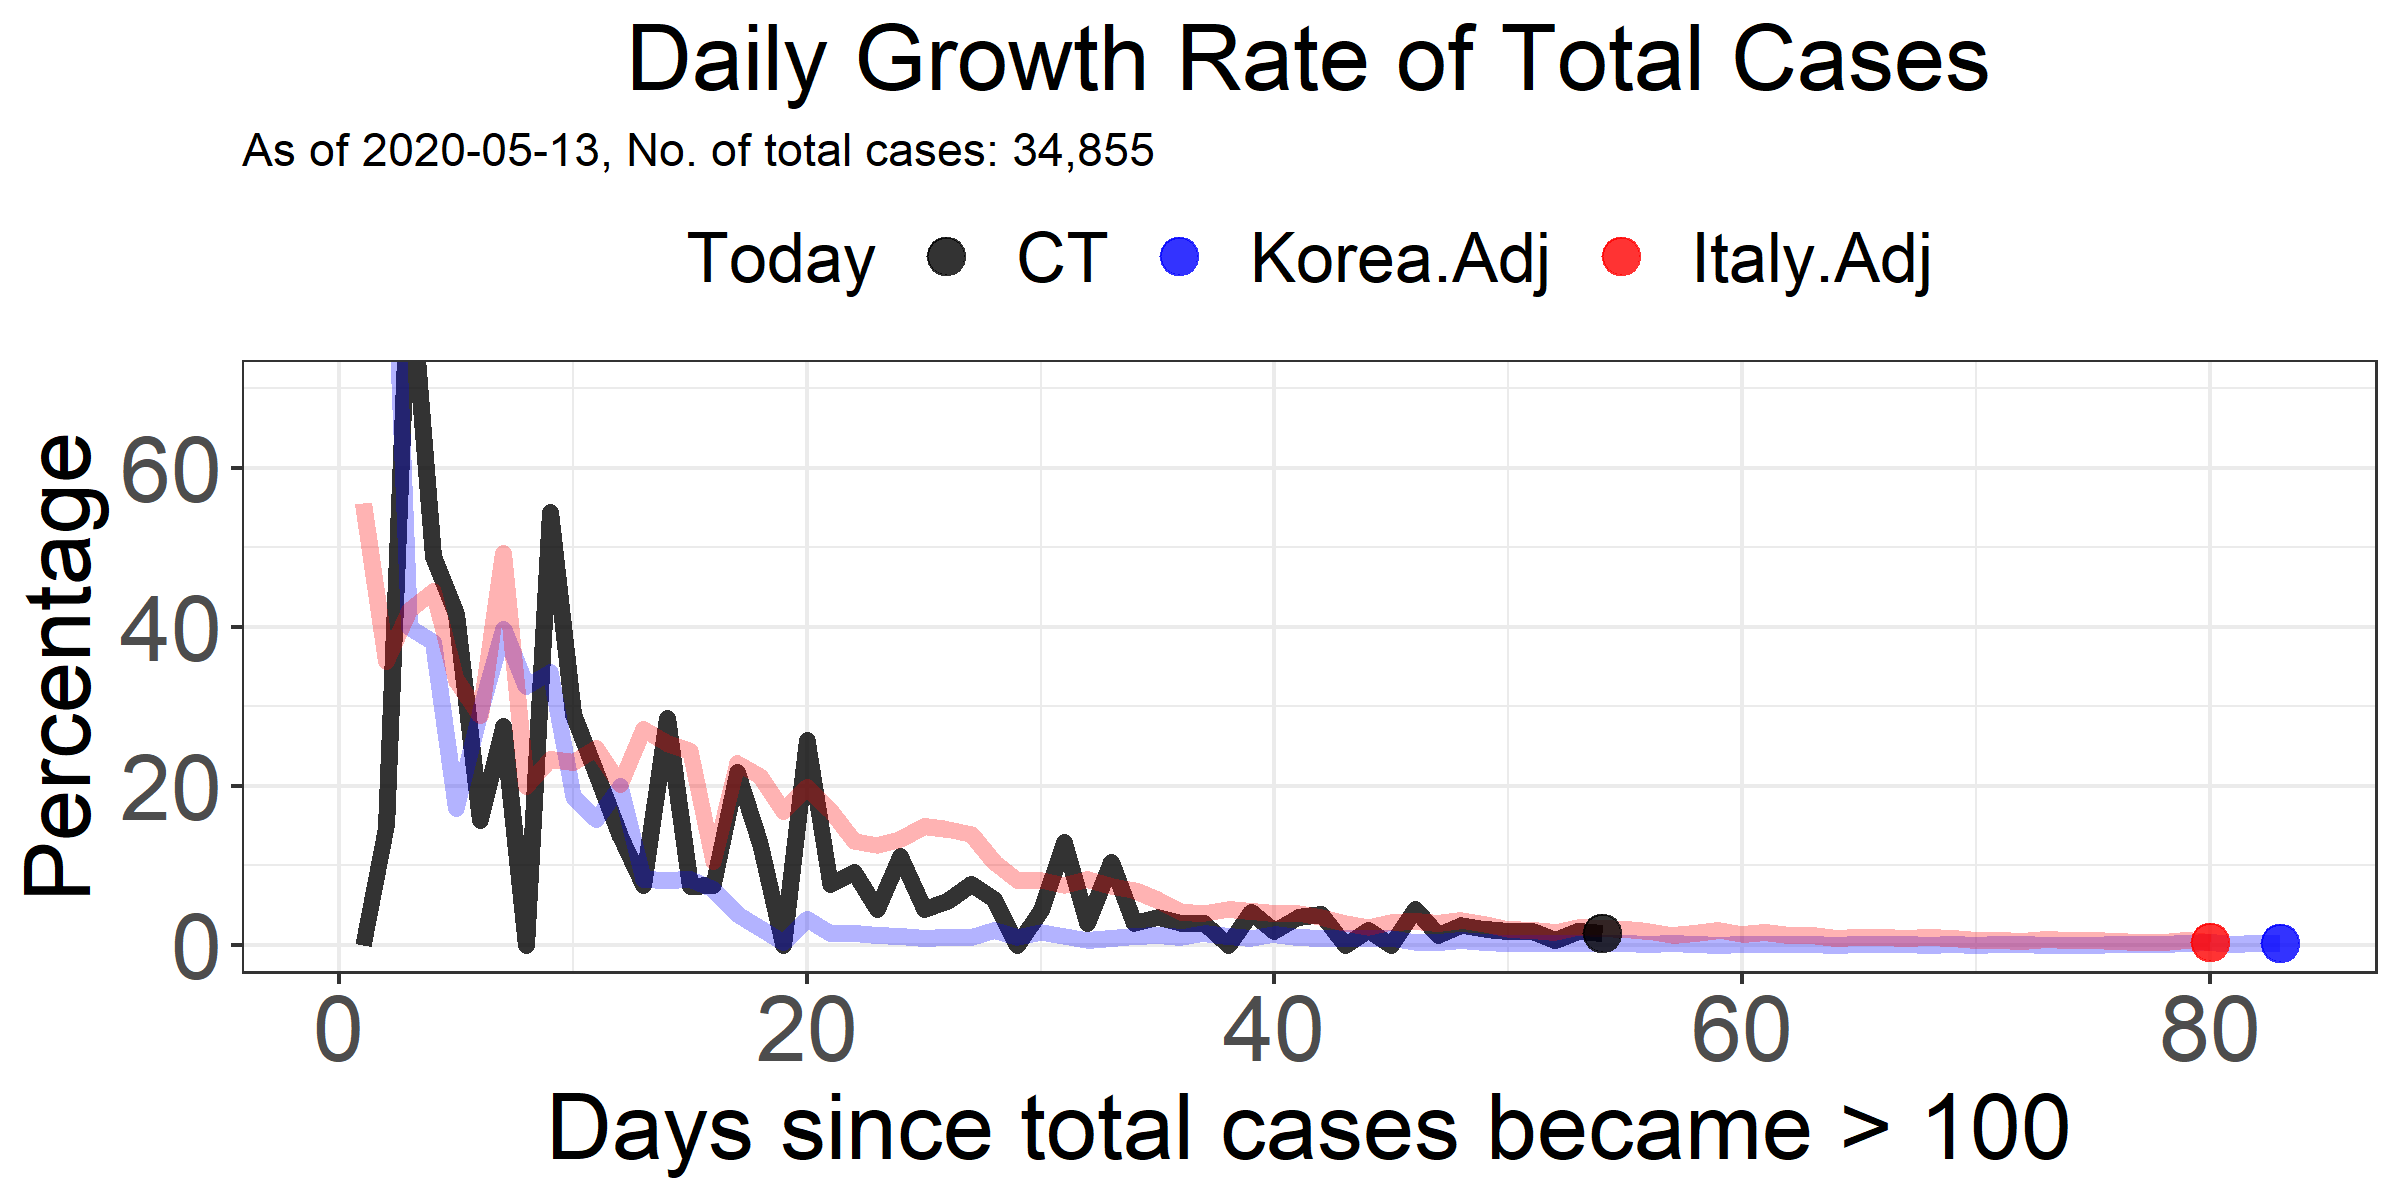 Daily Growth Rate of Total Cases
As of 2020-05-13, No. of total cases: 34,855
Today CT Korea.Adj Italy.Adj
Percentage
60
40
20
0
0 20 40 60 80
Days since total cases became > 100